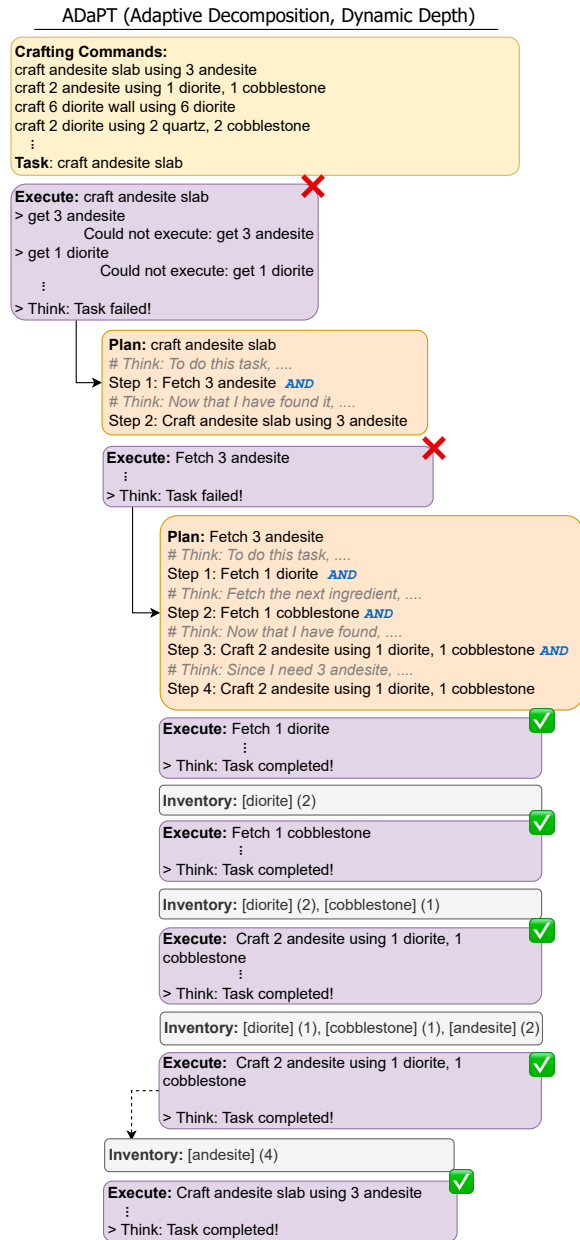 ADaPT (Adaptive Decomposition, Dynamic Depth)
Crafting Commands:
craft andesite slab using 3 andesite
craft 2 andesite using 1 diorite, 1 cobblestone
craft 6 diorite wall using 6 diorite
craft 2 diorite using 2 quartz, 2 cobblestone
⋮
Task: craft andesite slab
Execute: craft andesite slab
> get 3 andesite
Could not execute: get 3 andesite
> get 1 diorite
Could not execute: get 1 diorite
⋮
> Think: Task failed!
Plan: craft andesite slab
# Think: To do this task, ....
Step 1: Fetch 3 andesite AND
# Think: Now that I have found it, ....
Step 2: Craft andesite slab using 3 andesite
Execute: Fetch 3 andesite
⋮
> Think: Task failed!
Plan: Fetch 3 andesite
# Think: To do this task, ....
Step 1: Fetch 1 diorite AND
# Think: Fetch the next ingredient, ....
Step 2: Fetch 1 cobblestone AND
# Think: Now that I have found, ....
Step 3: Craft 2 andesite using 1 diorite, 1 cobblestone AND
# Think: Since I need 3 andesite, ....
Step 4: Craft 2 andesite using 1 diorite, 1 cobblestone
Execute: Fetch 1 diorite
⋮
> Think: Task completed!
Inventory: [diorite] (2)
Execute: Fetch 1 cobblestone
⋮
> Think: Task completed!
Inventory: [diorite] (2), [cobblestone] (1)
Execute: Craft 2 andesite using 1 diorite, 1
cobblestone
⋮
> Think: Task completed!
Inventory: [diorite] (1), [cobblestone] (1), [andesite] (2)
Execute: Craft 2 andesite using 1 diorite, 1
cobblestone
> Think: Task completed!
Inventory: [andesite] (4)
Execute: Craft andesite slab using 3 andesite
⋮
> Think: Task completed!